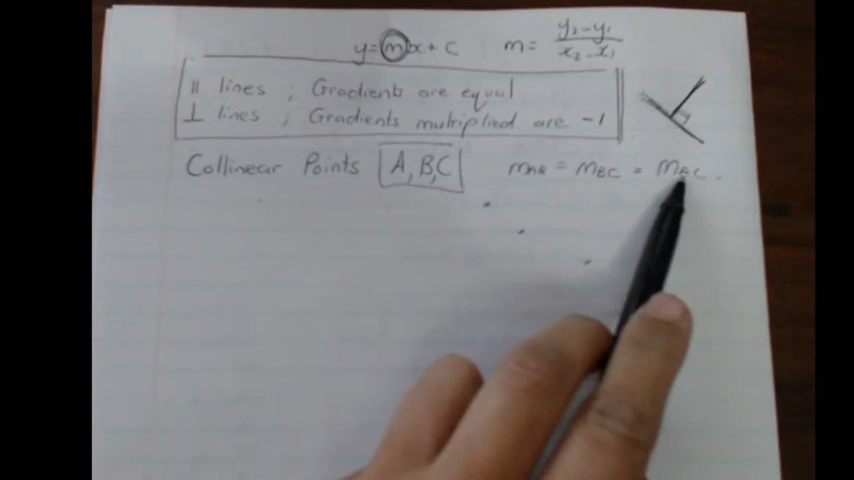 y=mx+c m= y2-y1/x2-x1
|| lines ; Gradients are equal
⊥ lines ; Gradients multiplied are -1
Collinear Points A, B, C mAB = mBC = mAC.